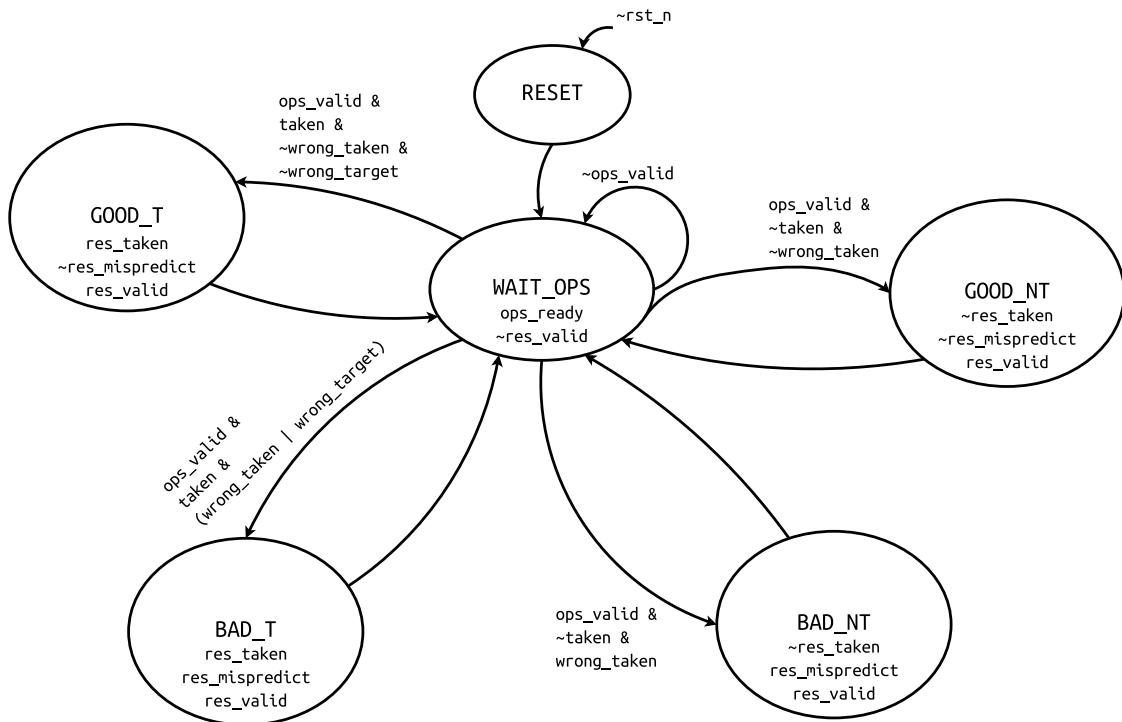 ~rst_n
RESET
ops_valid &
taken &
~wrong_taken &
~wrong_target
~ops_valid
ops_valid &
~taken &
~wrong_taken
GOOD_T
res_taken
~res_mispredict
res_valid
WAIT_OPS
ops_ready
~res_valid
GOOD_NT
~res_taken
~res_mispredict
res_valid
ops_valid &
taken &
(wrong_taken | wrong_target)
ops_valid &
~taken &
wrong_taken
BAD_T
res_taken
res_mispredict
res_valid
BAD_NT
~res_taken
res_mispredict
res_valid